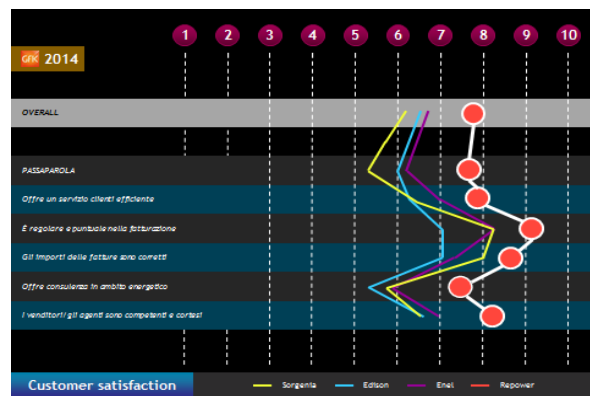 1 2 3 4 5 6 7 8 9 10
GfK 2014
OVERALL
PASSAPAROLA
Offre un servizio clienti efficiente
È regolare e puntuale nella fatturazione
Gli importi delle fatture sono corretti
Offre consulenza in ambito energetico
I venditori/gli agenti sono competenti e cortesi
Customer satisfaction
Sorgenia Edison Enel Repower